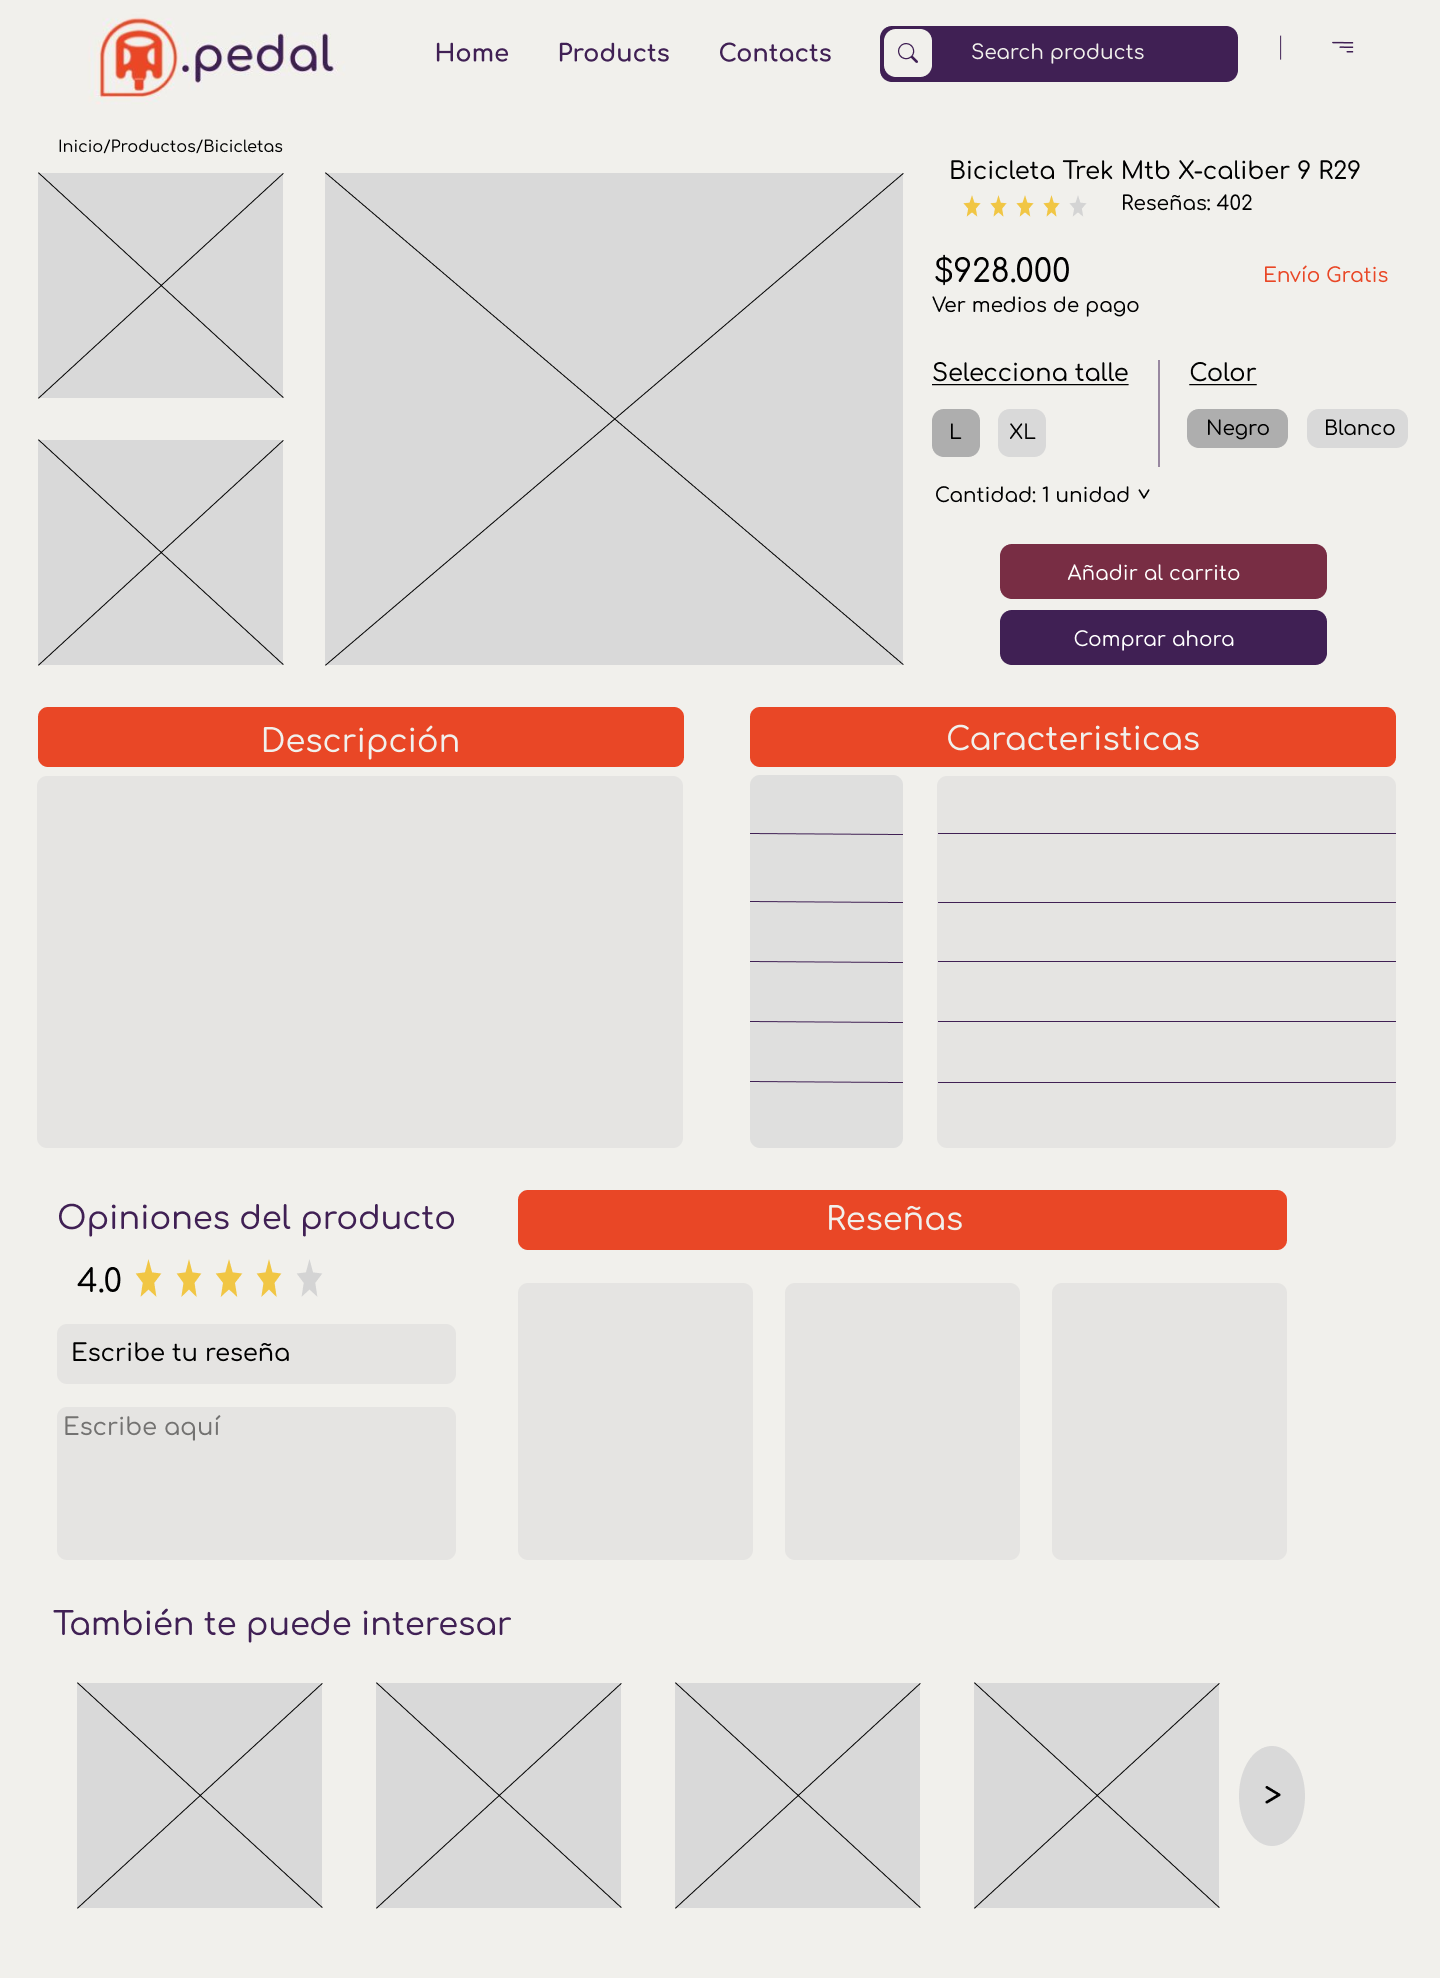 .pedal
Home
Products
Contacts
Search products
Inicio/Productos/Bicicletas
Bicicleta Trek Mtb X-caliber 9 R29
Reseñas: 402
$928.000
Envío Gratis
Ver medios de pago
Selecciona talle
Color
L
XL
Negro
Blanco
Cantidad: 1 unidad
Añadir al carrito
Comprar ahora
Descripción
Caracteristicas
Opiniones del producto
Reseñas
4.0
Escribe tu reseña
Escribe aquí
También te puede interesar
>